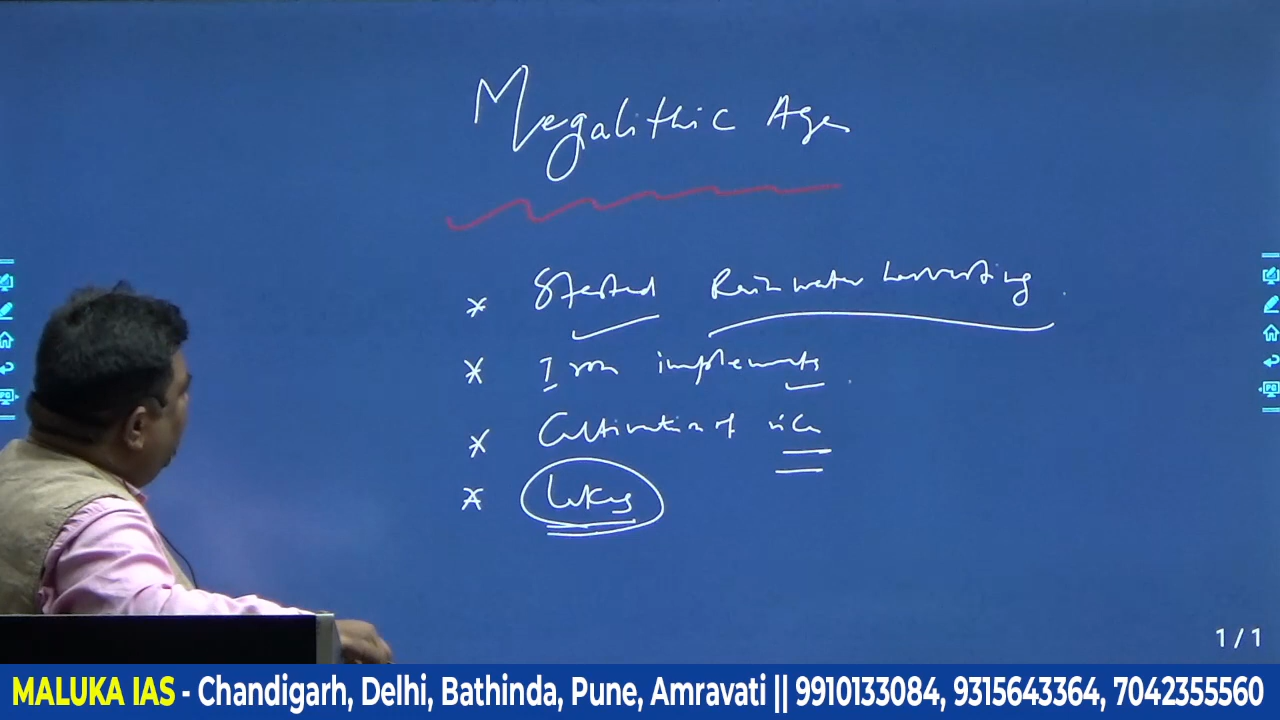 Megalithic Age
* Started Rain water harvesting.
* Iron implements.
* Cultivation of rice
* Lakes
1 / 1
MALUKA IAS - Chandigarh, Delhi, Bathinda, Pune, Amravati || 9910133084, 9315643364, 7042355560